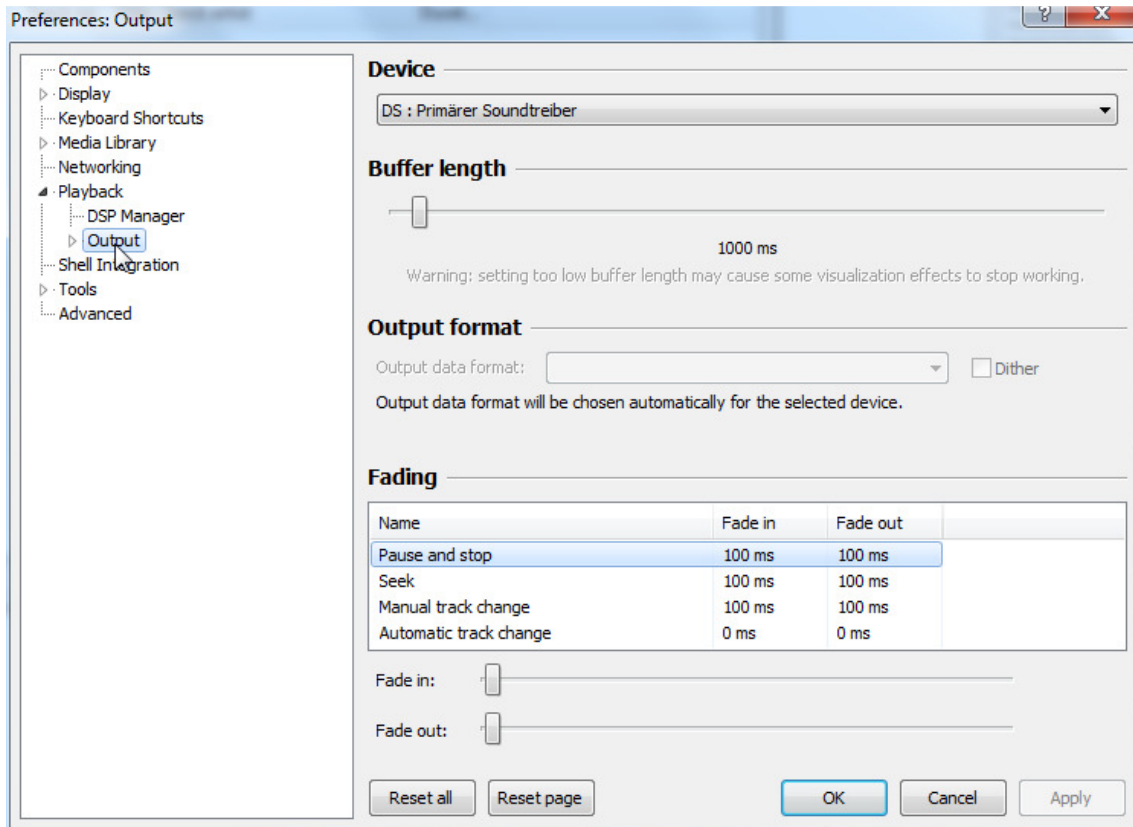 Preferences: Output
Components
Display
Keyboard Shortcuts
Media Library
Networking
Playback
DSP Manager
Output
Shell Integration
Tools
Advanced
Device
DS : Primärer Soundtreiber
Buffer length
1000 ms
Warning: setting too low buffer length may cause some visualization effects to stop working.
Output format
Output data format:
Dither
Output data format will be chosen automatically for the selected device.
Fading
Name Fade in Fade out
Pause and stop 100 ms 100 ms
Seek 100 ms 100 ms
Manual track change 100 ms 100 ms
Automatic track change 0 ms 0 ms
Fade in:
Fade out:
Reset all Reset page OK Cancel Apply